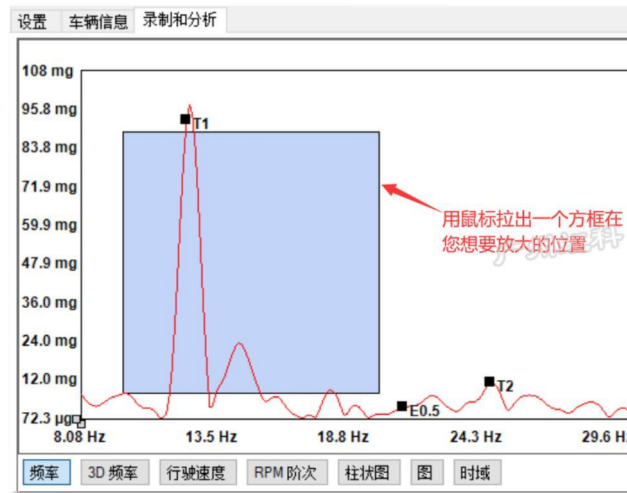 设置 车辆信息 录制和分析
108 mg
95.8 mg
T1
83.8 mg
71.9 mg
用鼠标拉出一个方框在
您想要放大的位置
59.9 mg
47.9 mg
36.0 mg
24.0 mg
12.0 mg
T2
E0.5
72.3 µg
8.08 Hz 13.5 Hz 18.8 Hz 24.3 Hz 29.6 H
频率 3D 频率 行驶速度 RPM 阶次 柱状图 图 时域